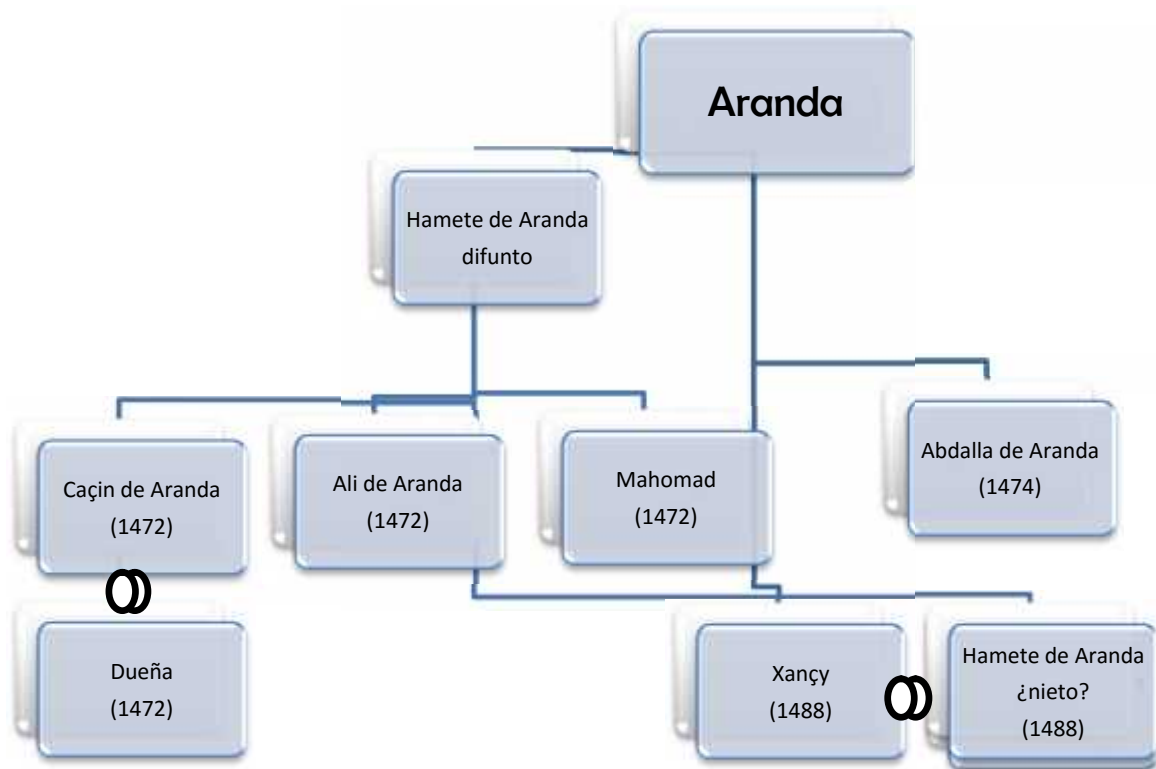 Aranda
Hamete de Aranda
difunto
Caçin de Aranda
(1472)
Ali de Aranda
(1472)
Mahomad
(1472)
Abdalla de Aranda
(1474)
Dueña
(1472)
Xançy
(1488)
Hamete de Aranda
¿nieto?
(1488)